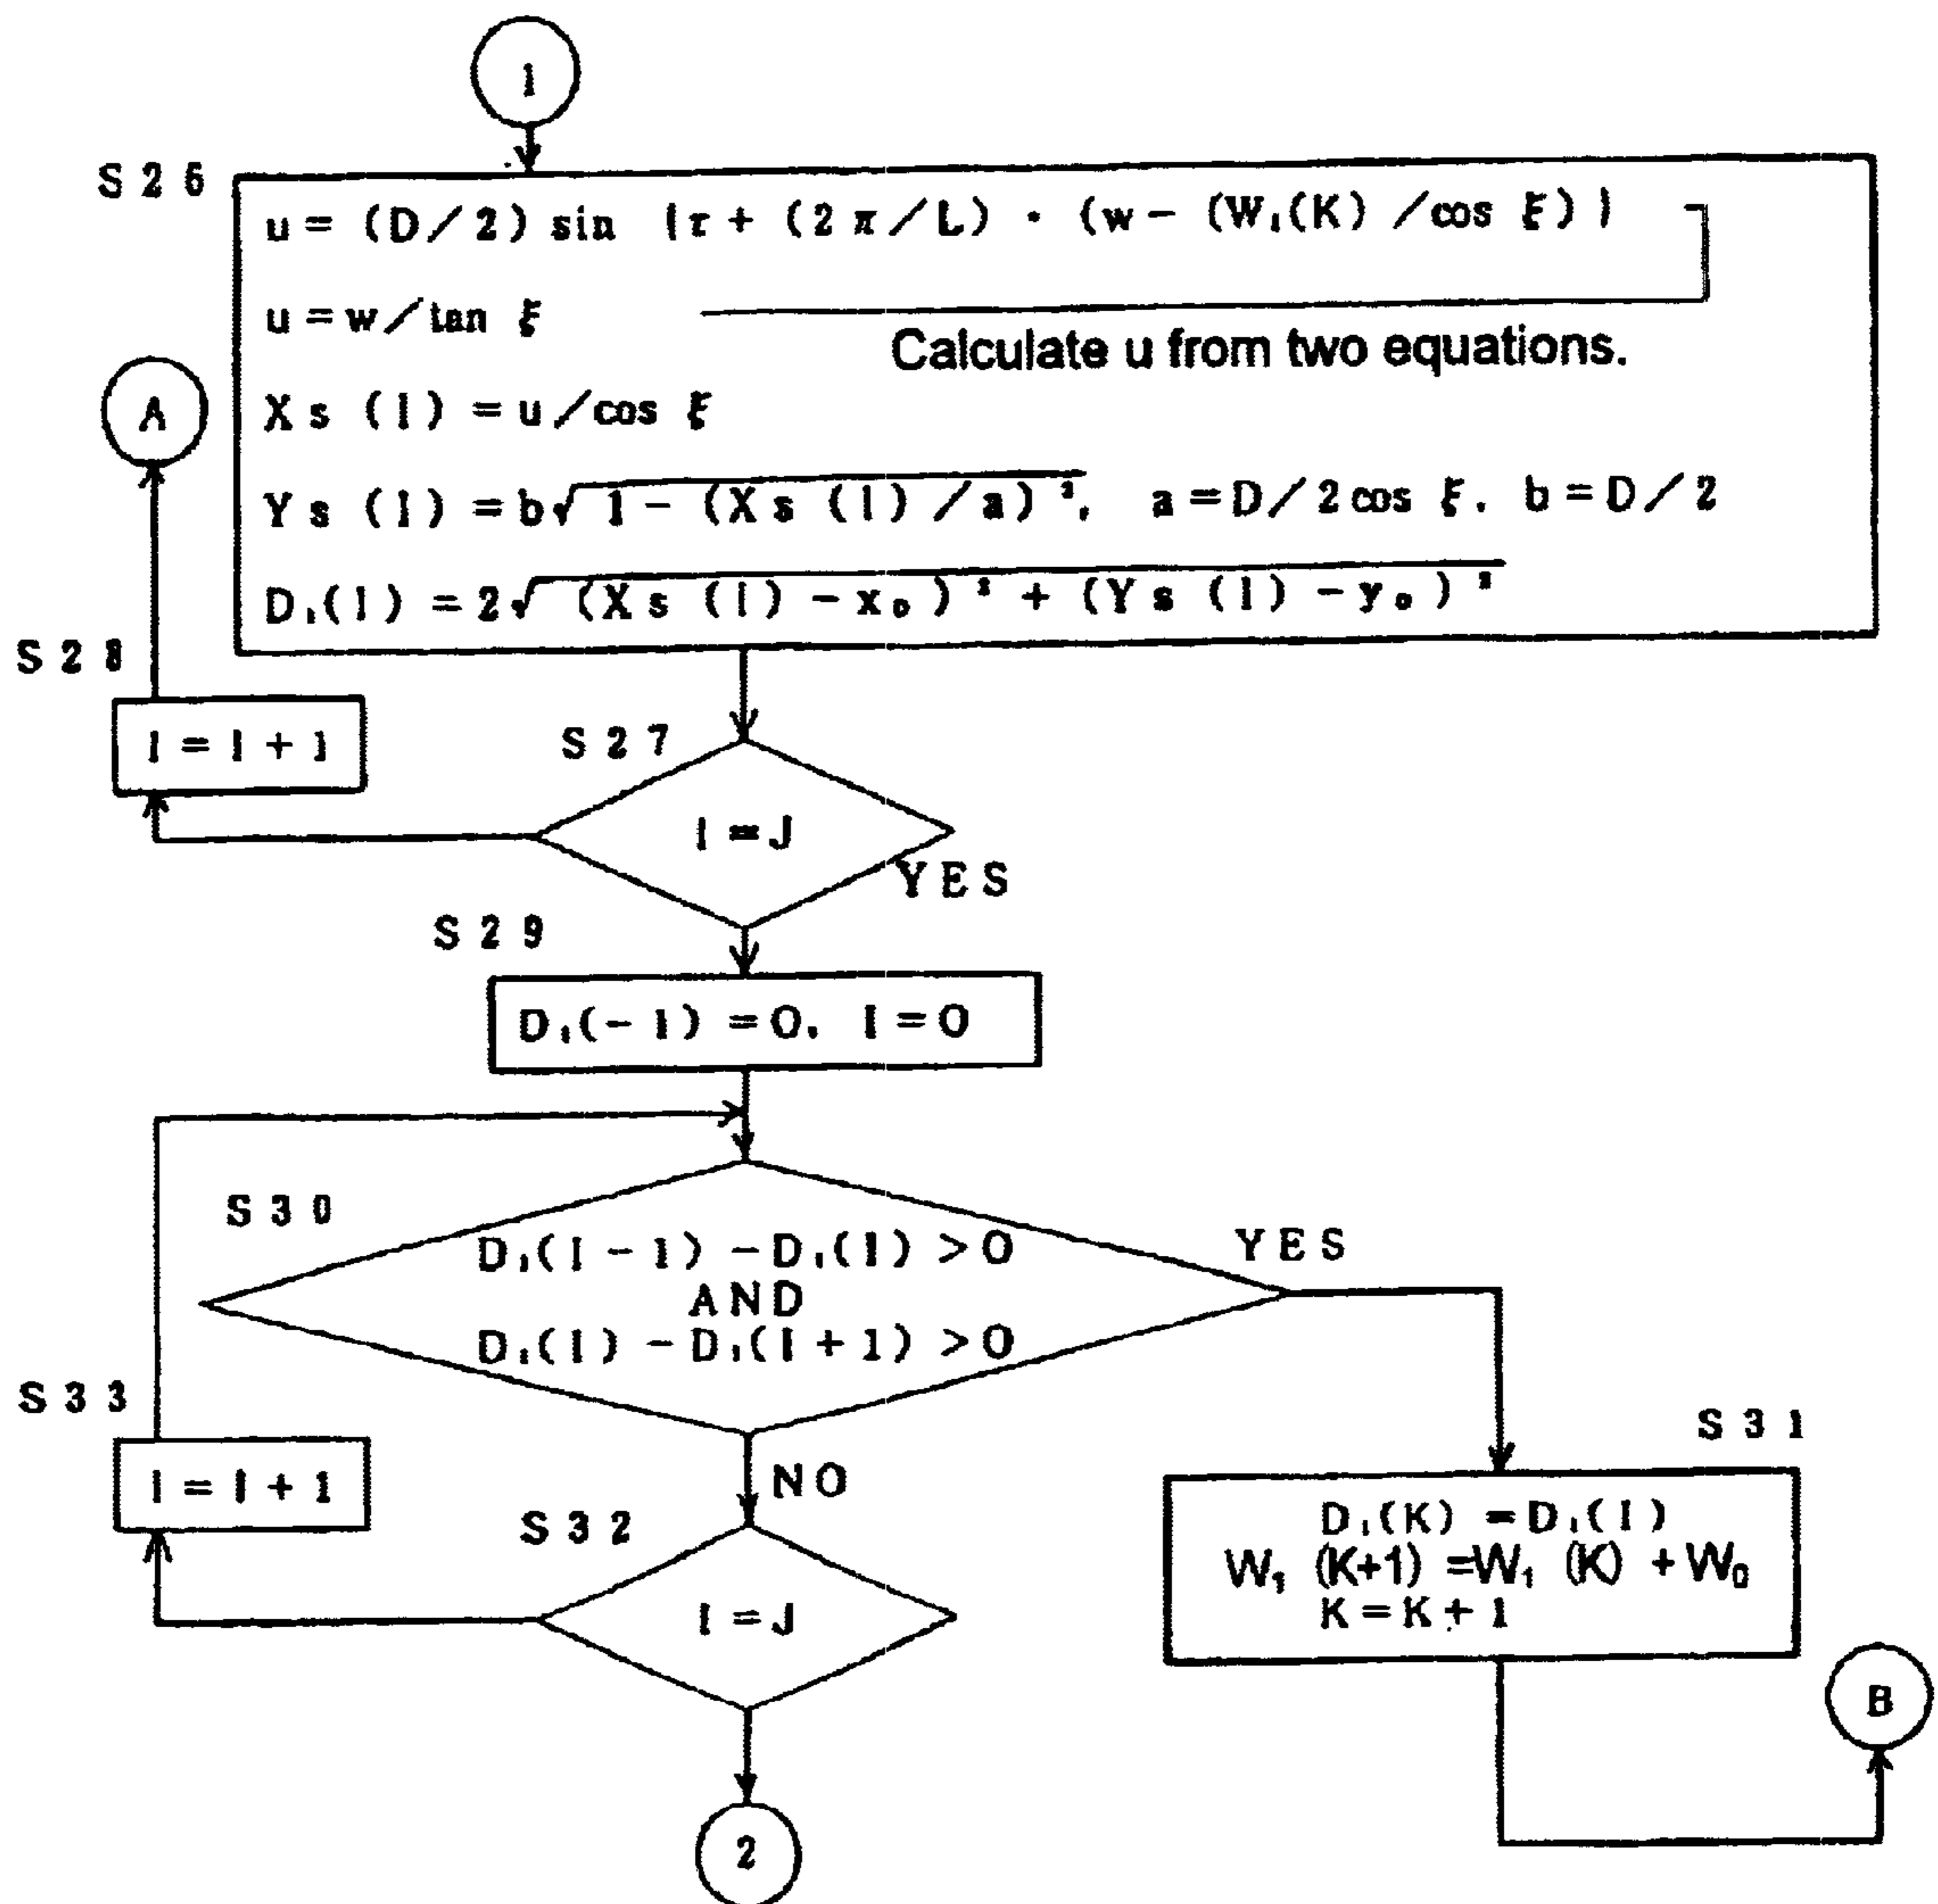 1
S26
u = (D/2) sin {r + (2π/L) · (w - (W₁(K) /cos ξ) }
u = w/tan ξ
Calculate u from two equations.
A
Xs (I) = u/cos ξ
Ys (I) = b√1 - (Xs (I) /a)², a = D/2 cos ξ. b = D/2
D₁(I) = 2√(Xs (I) - x₀)² + (Ys (I) - y₀)²
S28
I = I + 1
S27
I = J
YES
S29
D₁(-1) = 0. I = 0
S30
D₁(I - 1) - D₁(I) > 0
AND
D₁(I) - D₁(I + 1) > 0
YES
S33
I = I + 1
NO
S32
I = J
S31
D₁(K) = D₁(I)
W₁ (K+1) = W₁ (K) + W₀
K = K + 1
B
2